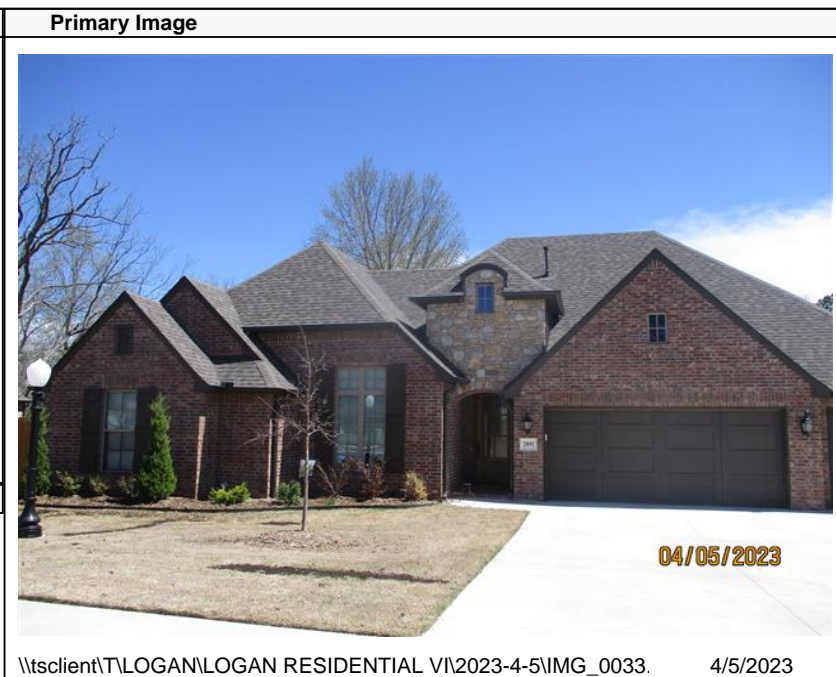 Primary Image
04/05/2023
\\tsclient\T\LOGAN\LOGAN RESIDENTIAL VI\2023-4-5\IMG_0033. 4/5/2023